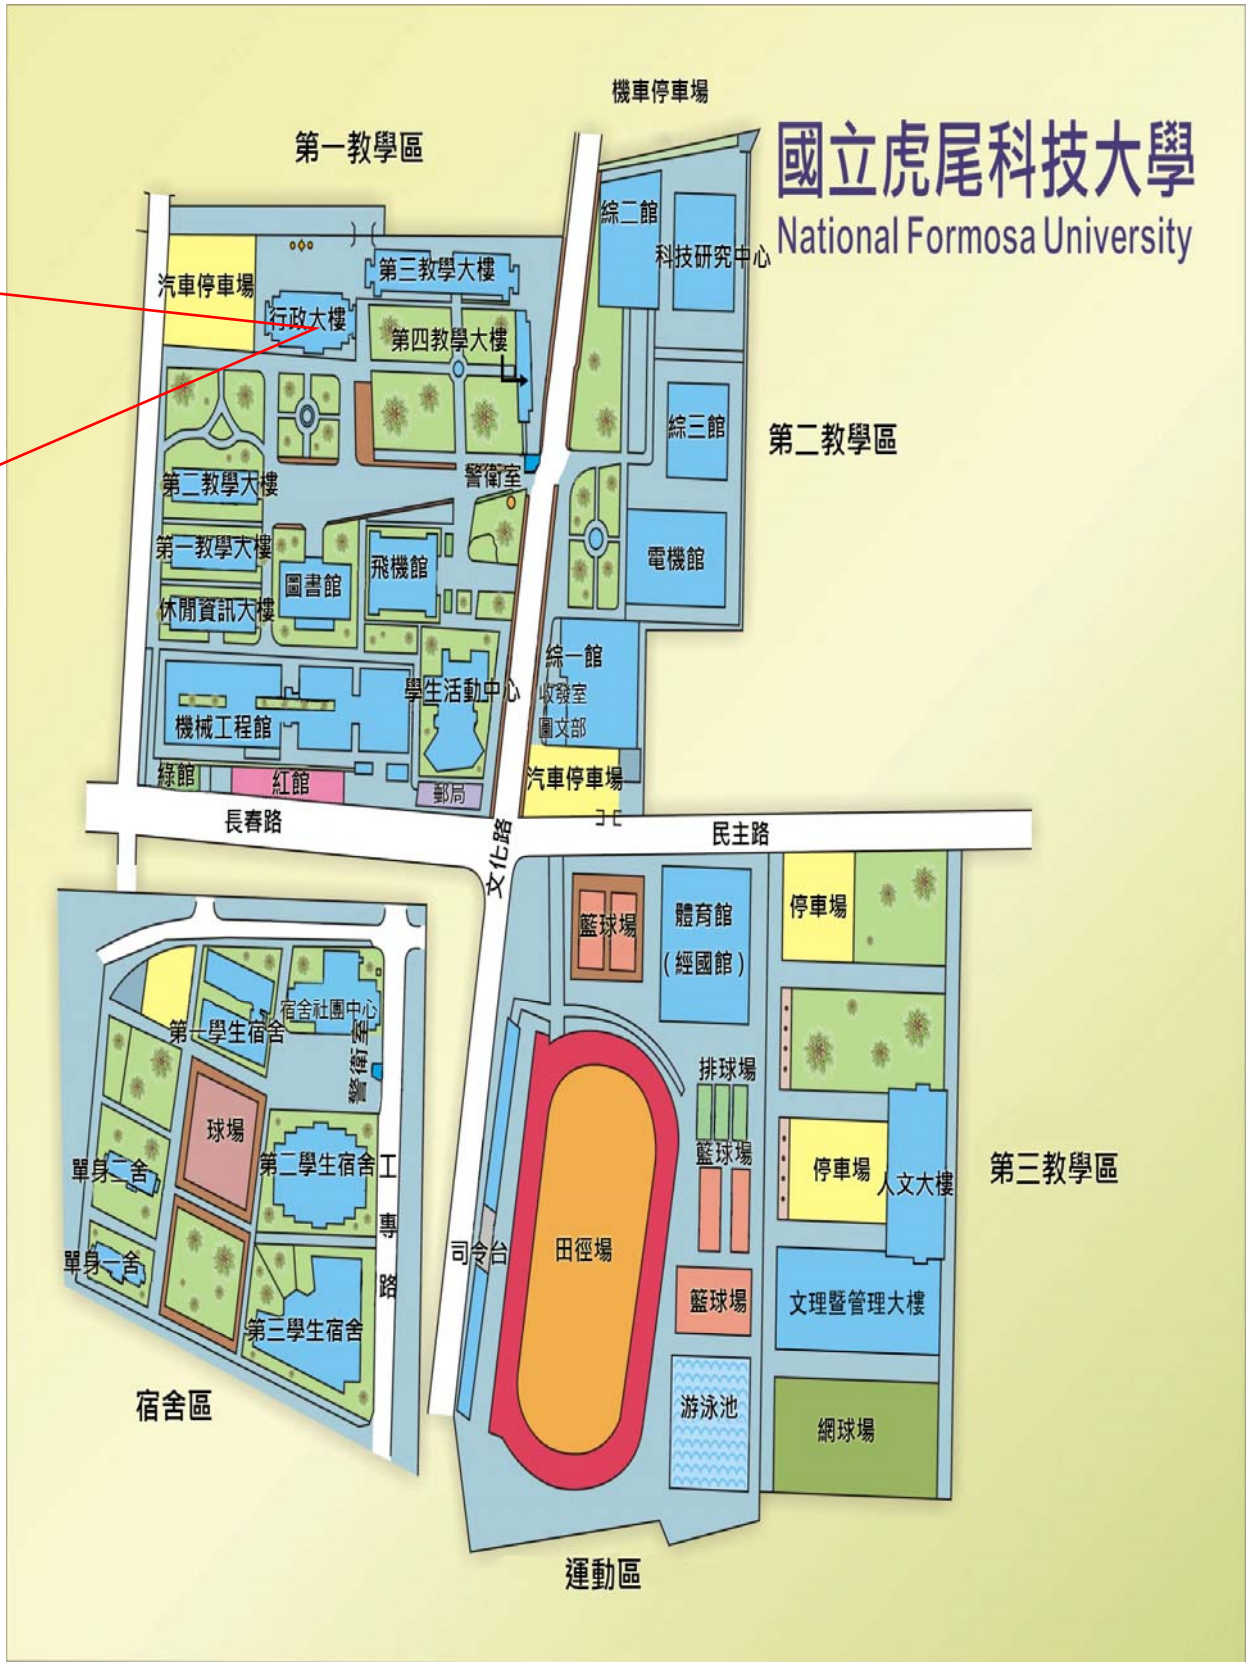 機車停車場
國立虎尾科技大學
National Formosa University
第一教學區
綜二館
科技研究中心
第三教學大樓
汽車停車場
行政大樓
第四教學大樓
綜三館
第二教學區
警衛室
第二教學大樓
第一教學大樓
飛機館
電機館
圖書館
休閒資訊大樓
綜一館
收發室
圖文部
學生活動中心
機械工程館
綠館
紅館
郵局
汽車停車場
長春路
文化路
民主路
籃球場
體育館
(經國館)
停車場
宿舍社團中心
第一學生宿舍
警衛室
排球場
球場
籃球場
第二學生宿舍
單身二舍
停車場
人文大樓
第三教學區
工專路
司令台
田徑場
單身一舍
籃球場
文理暨管理大樓
第三學生宿舍
宿舍區
游泳池
網球場
運動區